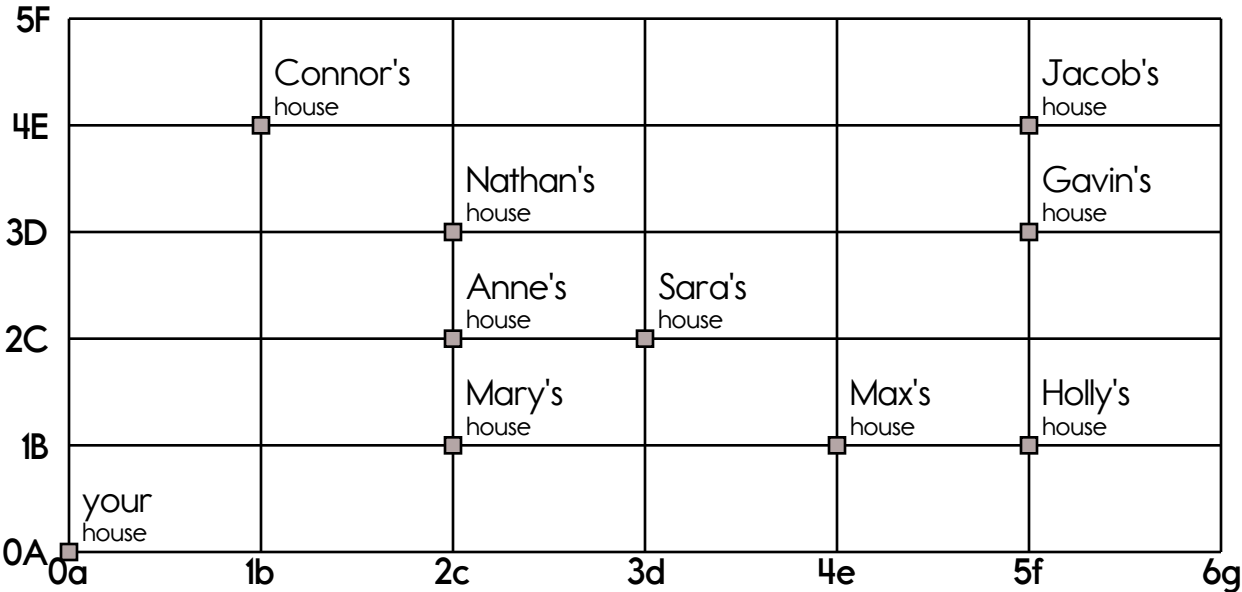 5F
Connor's
house
Jacob's
house
4E
Nathan's
house
Gavin's
house
3D
Anne's
house
Sara's
house
2C
Mary's
house
Max's
house
Holly's
house
1B
your
house
0A
0a 1b 2c 3d 4e 5f 6g